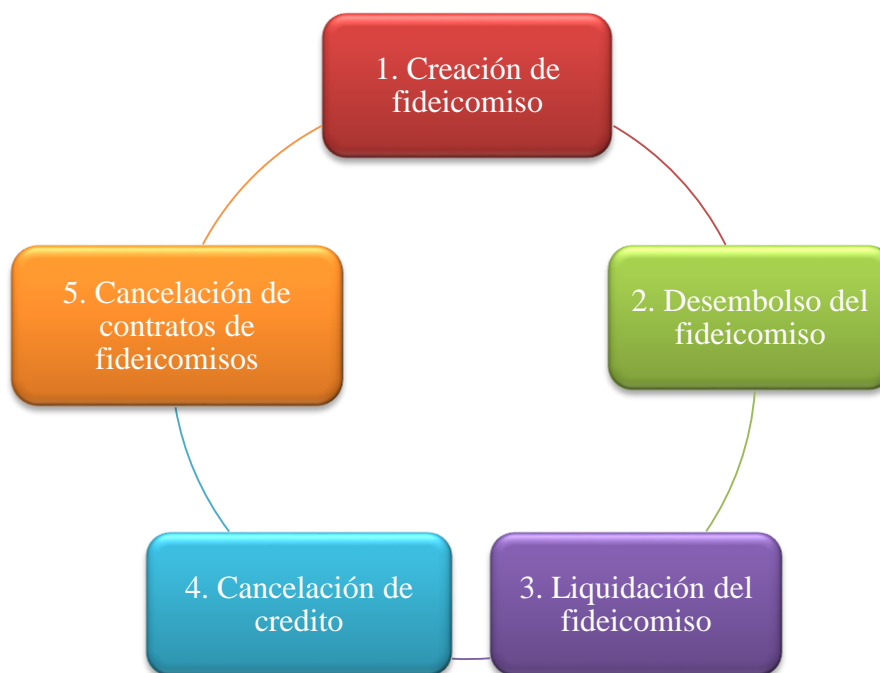 1. Creación de
fideicomiso
2. Desembolso del
fideicomiso
3. Liquidación del
fideicomiso
4. Cancelación de
credito
5. Cancelación de
contratos de
fideicomisos